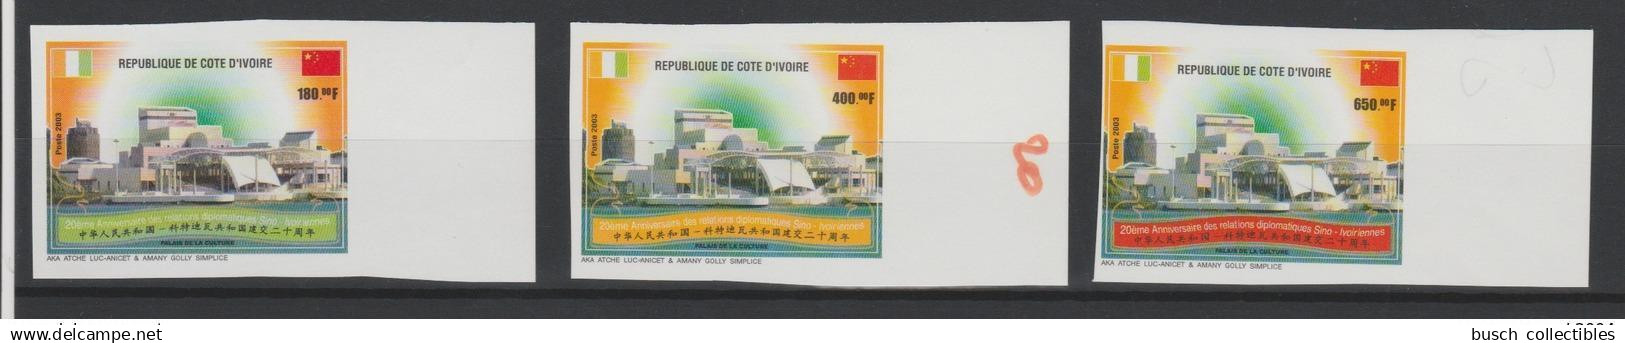 REPUBLIQUE DE COTE D'IVOIRE
180.00F
Poste 2003
20ème Anniversaire des relations diplomatiques Sino - Ivoiriennes
中华人民共和国－科特迪瓦共和国建交二十周年
PALAIS DE LA CULTURE
AKA ATCHE LUC-ANICET & AMANY GOLLY SIMPLICE
REPUBLIQUE DE COTE D'IVOIRE
400.00F
Poste 2003
20ème Anniversaire des relations diplomatiques Sino - Ivoiriennes
中华人民共和国－科特迪瓦共和国建交二十周年
PALAIS DE LA CULTURE
AKA ATCHE LUC-ANICET & AMANY GOLLY SIMPLICE
20
REPUBLIQUE DE COTE D'IVOIRE
650.00F
Poste 2003
20ème Anniversaire des relations diplomatiques Sino - Ivoiriennes
中华人民共和国－科特迪瓦共和国建交二十周年
PALAIS DE LA CULTURE
AKA ATCHE LUC-ANICET & AMANY GOLLY SIMPLICE
delcampe.net
busch collectibles